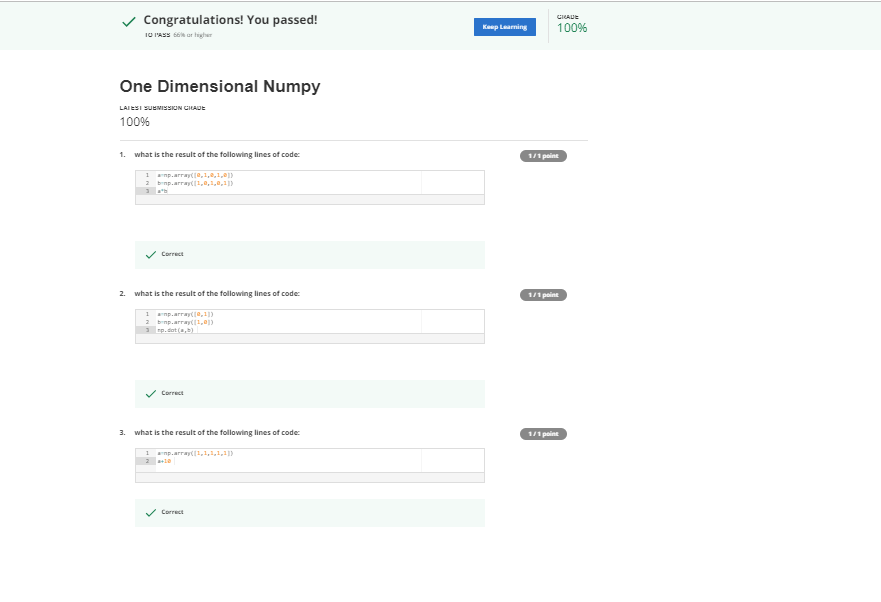 Congratulations! You passed!
TO PASS 66% or higher
Keep Learning
GRADE
100%
One Dimensional Numpy
LATEST SUBMISSION GRADE
100%
1. what is the result of the following lines of code:
1 / 1 point
1 a=np.array([0,1,0,1,0])
2 b=np.array([1,0,1,0,1])
3 a*b
Correct
2. what is the result of the following lines of code:
1 / 1 point
1 a=np.array([0,1])
2 b=np.array([1,0])
3 np.dot(a,b)
Correct
3. what is the result of the following lines of code:
1 / 1 point
1 a=np.array([1,1,1,1,1])
2 a+10
Correct